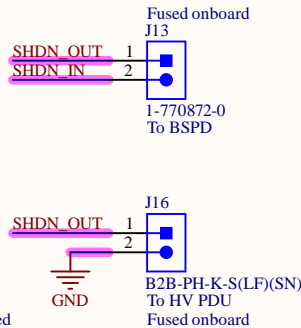 Fused onboard
J13
SHDN_OUT 1
SHDN_IN 2
1-770872-0
To BSPD
J16
SHDN_OUT 1
2
GND
B2B-PH-K-S(LF)(SN)
To HV PDU
ed Fused onboard